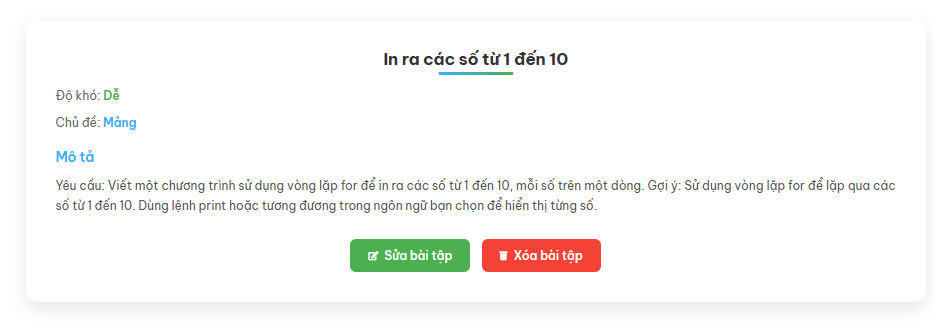 In ra các số từ 1 đến 10
Độ khó: Dễ
Chủ đề: Mảng
Mô tả
Yêu cầu: Viết một chương trình sử dụng vòng lặp for để in ra các số từ 1 đến 10, mỗi số trên một dòng. Gợi ý: Sử dụng vòng lặp for để lặp qua các
số từ 1 đến 10. Dùng lệnh print hoặc tương đương trong ngôn ngữ bạn chọn để hiển thị từng số.
Sửa bài tập Xóa bài tập